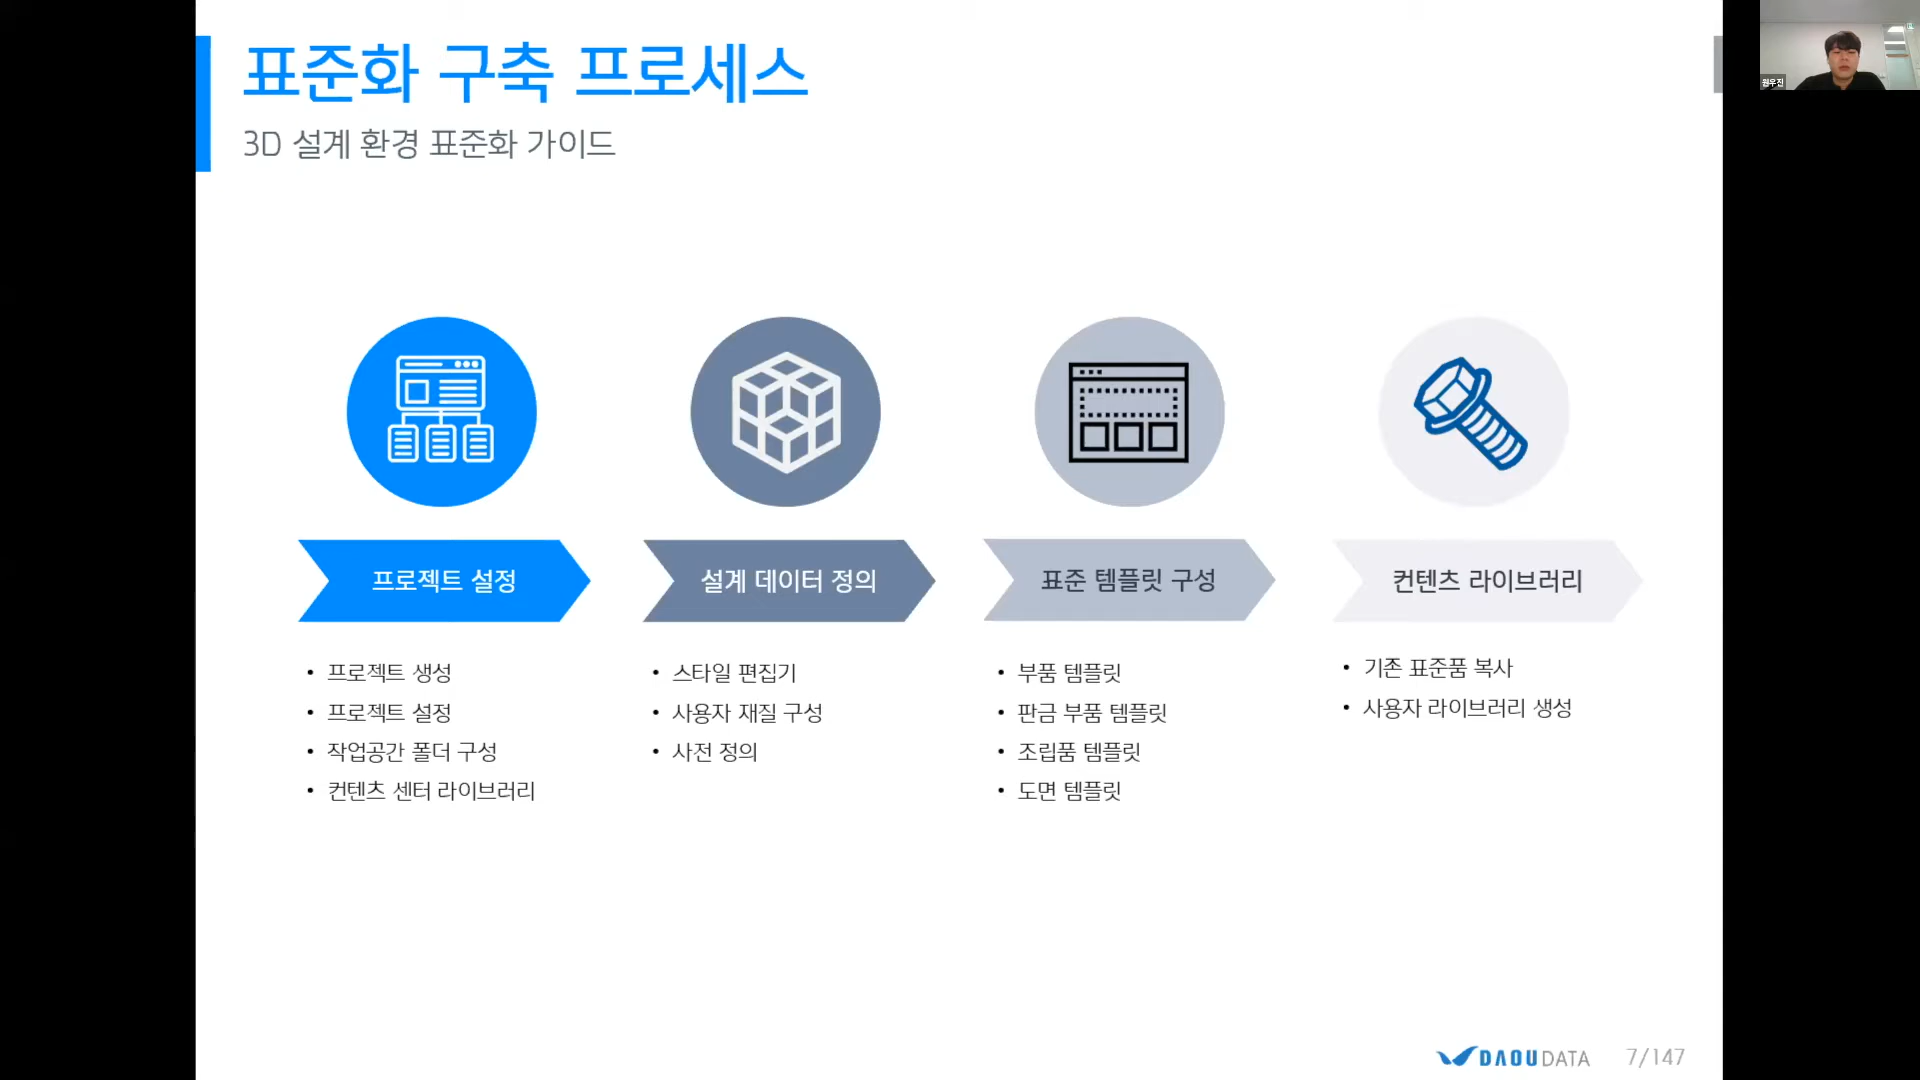 표준화 구축 프로세스
3D 설계 환경 표준화 가이드
원우진
프로젝트 설정
• 프로젝트 생성
• 프로젝트 설정
• 작업공간 폴더 구성
• 컨텐츠 센터 라이브러리
설계 데이터 정의
• 스타일 편집기
• 사용자 재질 구성
• 사전 정의
표준 템플릿 구성
• 부품 템플릿
• 판금 부품 템플릿
• 조립품 템플릿
• 도면 템플릿
컨텐츠 라이브러리
• 기존 표준품 복사
• 사용자 라이브러리 생성
DAOUDATA
7/147